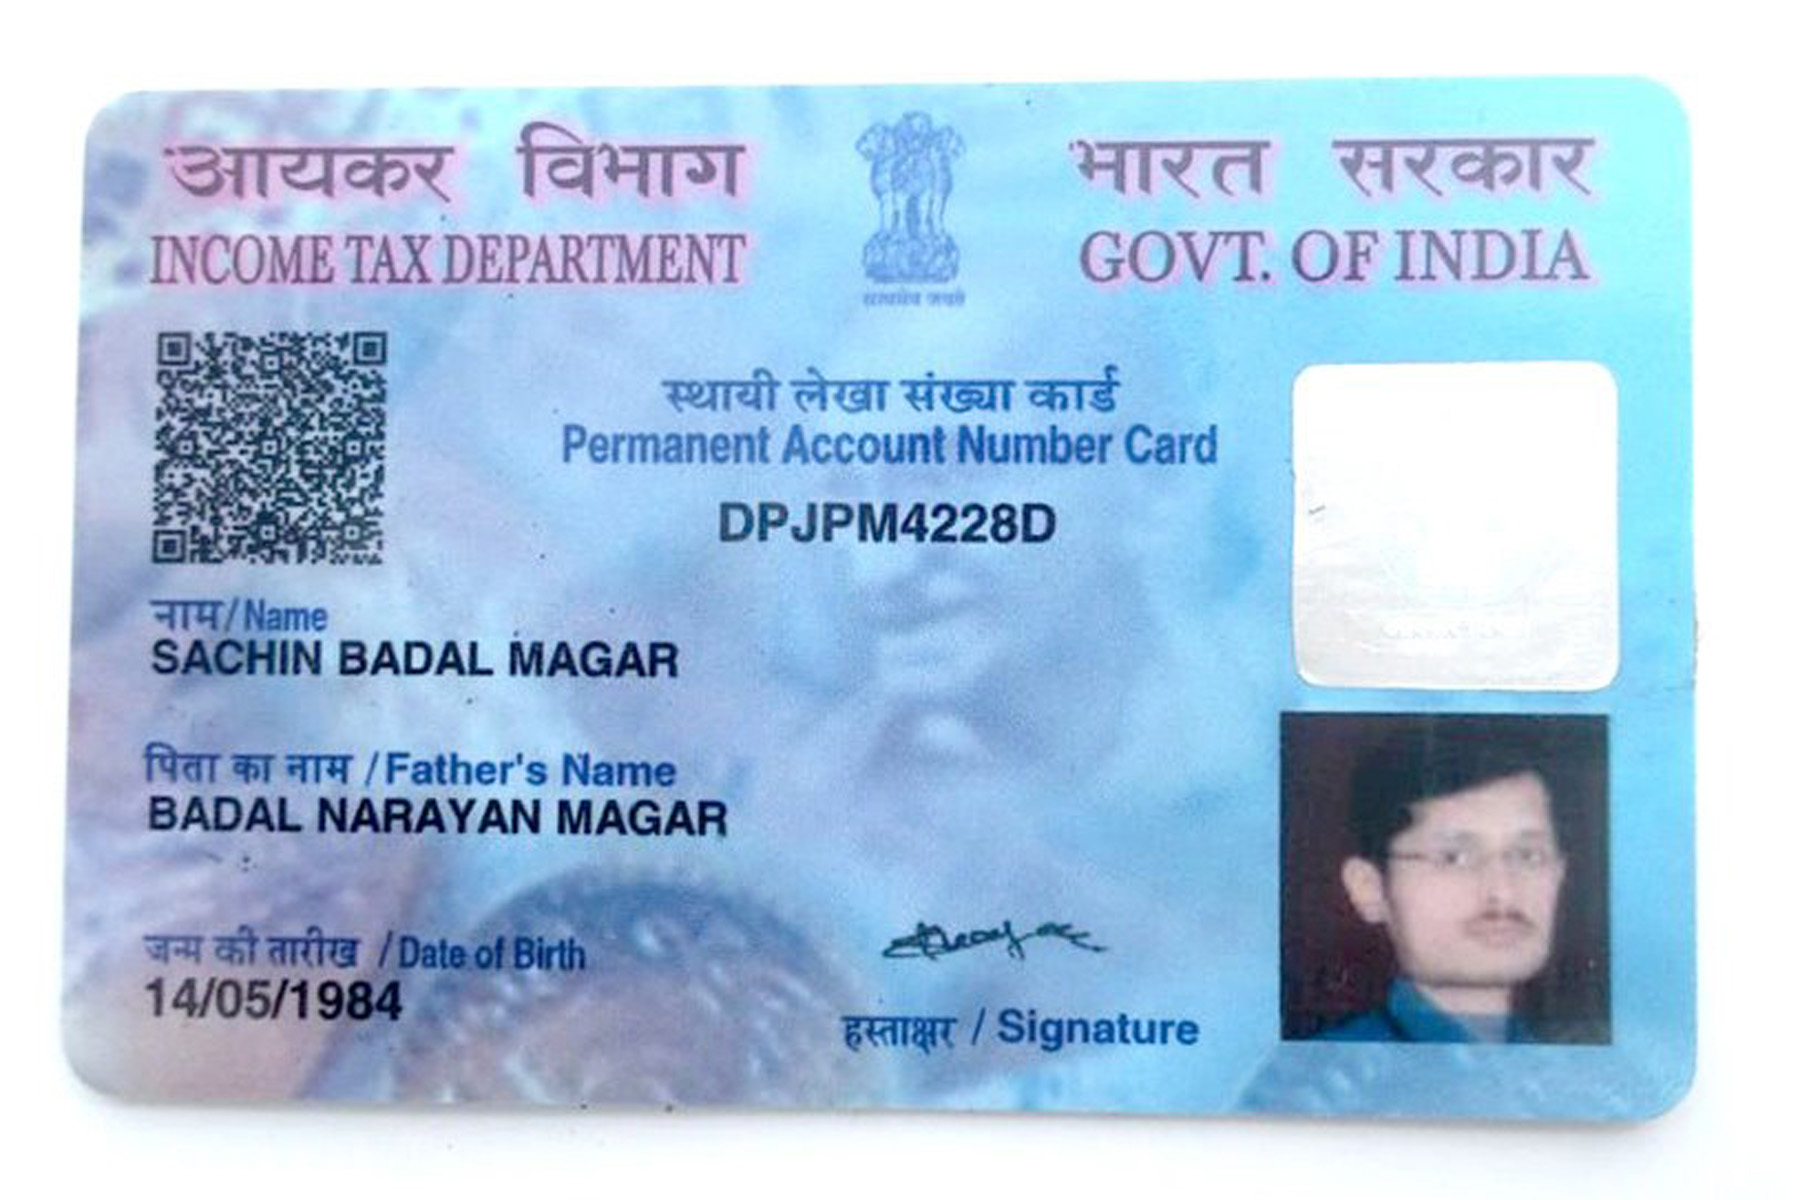 आयकर विभाग
INCOME TAX DEPARTMENT
सत्यमेव जयते
भारत सरकार
GOVT. OF INDIA
स्थायी लेखा संख्या कार्ड
Permanent Account Number Card
DPJPM4228D
नाम/Name
SACHIN BADAL MAGAR
पिता का नाम /Father's Name
BADAL NARAYAN MAGAR
जन्म की तारीख /Date of Birth
14/05/1984
हस्ताक्षर / Signature